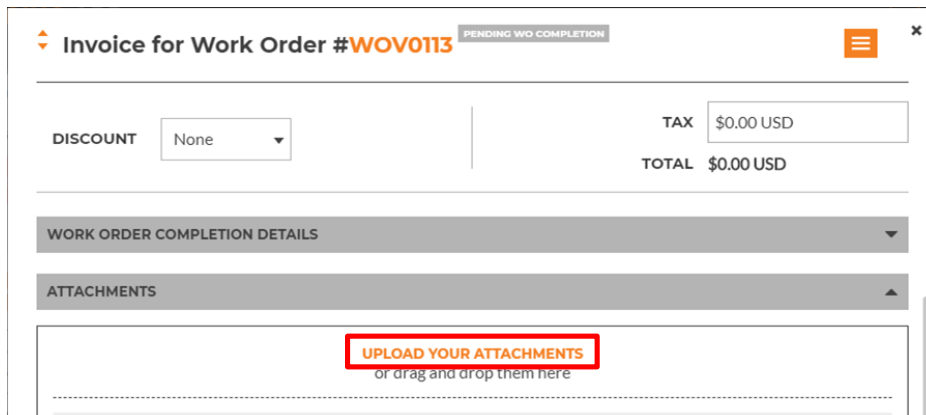 Invoice for Work Order #WOV0113 PENDING WO COMPLETION
DISCOUNT None
TAX $0.00 USD
TOTAL $0.00 USD
WORK ORDER COMPLETION DETAILS
ATTACHMENTS
UPLOAD YOUR ATTACHMENTS
or drag and drop them here